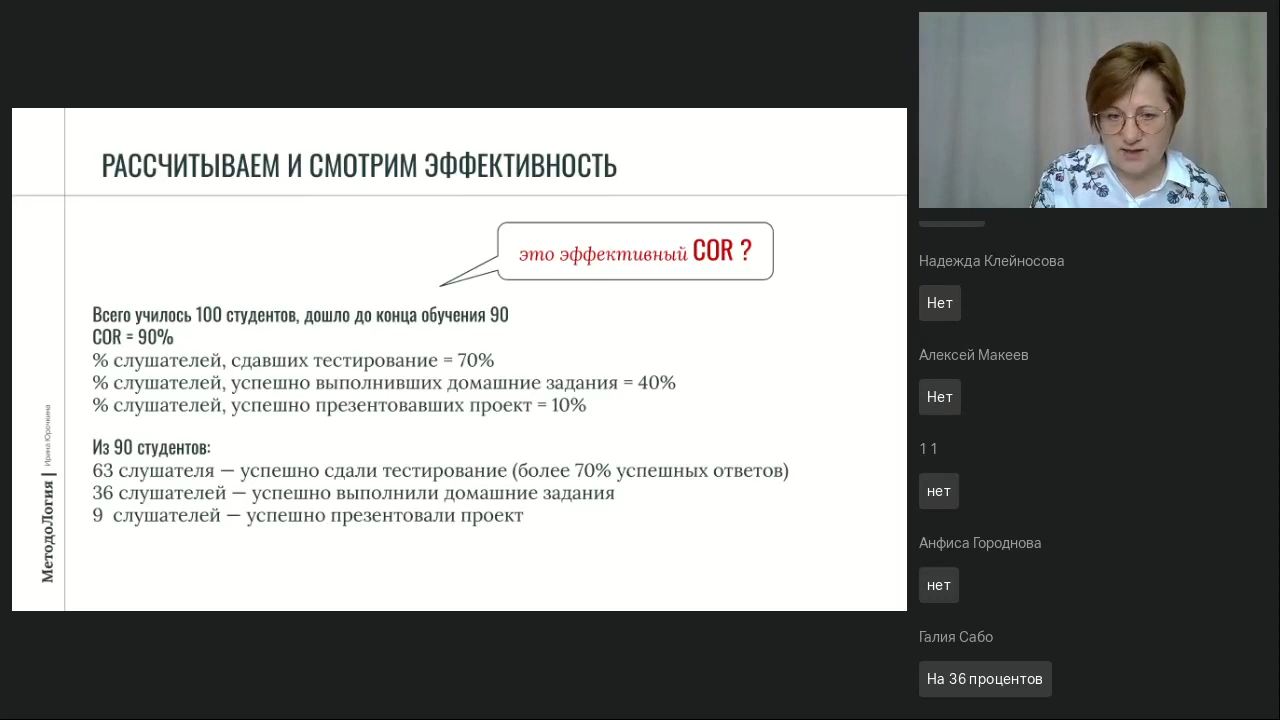 РАССЧИТЫВАЕМ И СМОТРИМ ЭФФЕКТИВНОСТЬ
это эффективный COR ?
Всего училось 100 студентов, дошло до конца обучения 90
COR = 90%
% слушателей, сдавших тестирование = 70%
% слушателей, успешно выполнивших домашние задания = 40%
% слушателей, успешно презентовавших проект = 10%
Из 90 студентов:
63 слушателя — успешно сдали тестирование (более 70% успешных ответов)
36 слушателей — успешно выполнили домашние задания
9 слушателей — успешно презентовали проект
МетодоЛогия | Ирина Юрочкина
Надежда Клейносова
Нет
Алексей Макеев
Нет
1 1
нет
Анфиса Городнова
нет
Галия Сабо
На 36 процентов